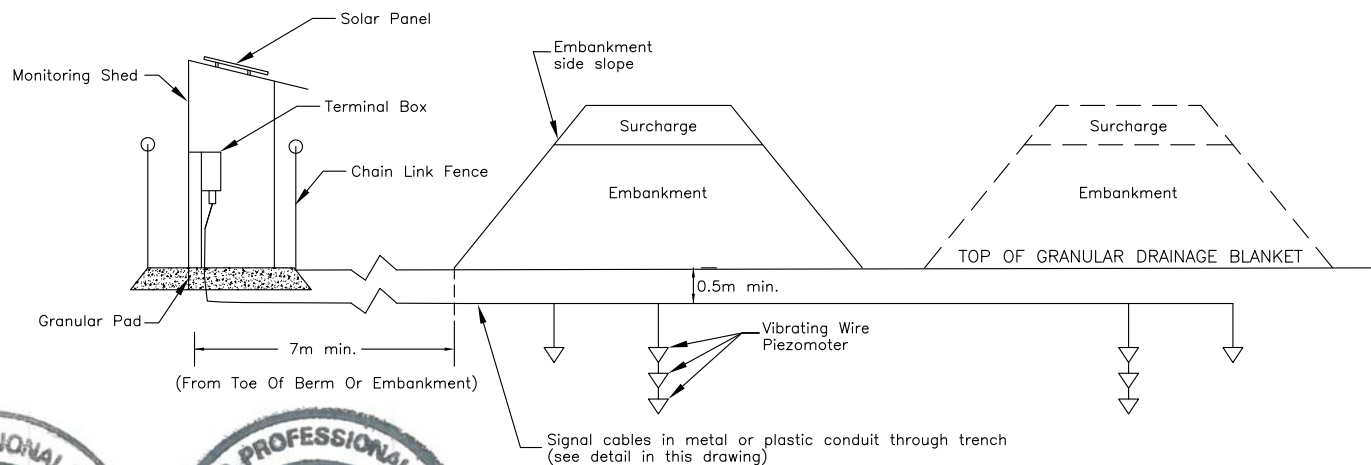 Solar Panel
Monitoring Shed
Terminal Box
Chain Link Fence
Granular Pad
7m min.
(From Toe Of Berm Or Embankment)
Embankment
side slope
Surcharge
Embankment
Surcharge
Embankment
TOP OF GRANULAR DRAINAGE BLANKET
0.5m min.
Vibrating Wire
Piezomoter
Signal cables in metal or plastic conduit through trench
(see detail in this drawing)
PROFESSIONAL